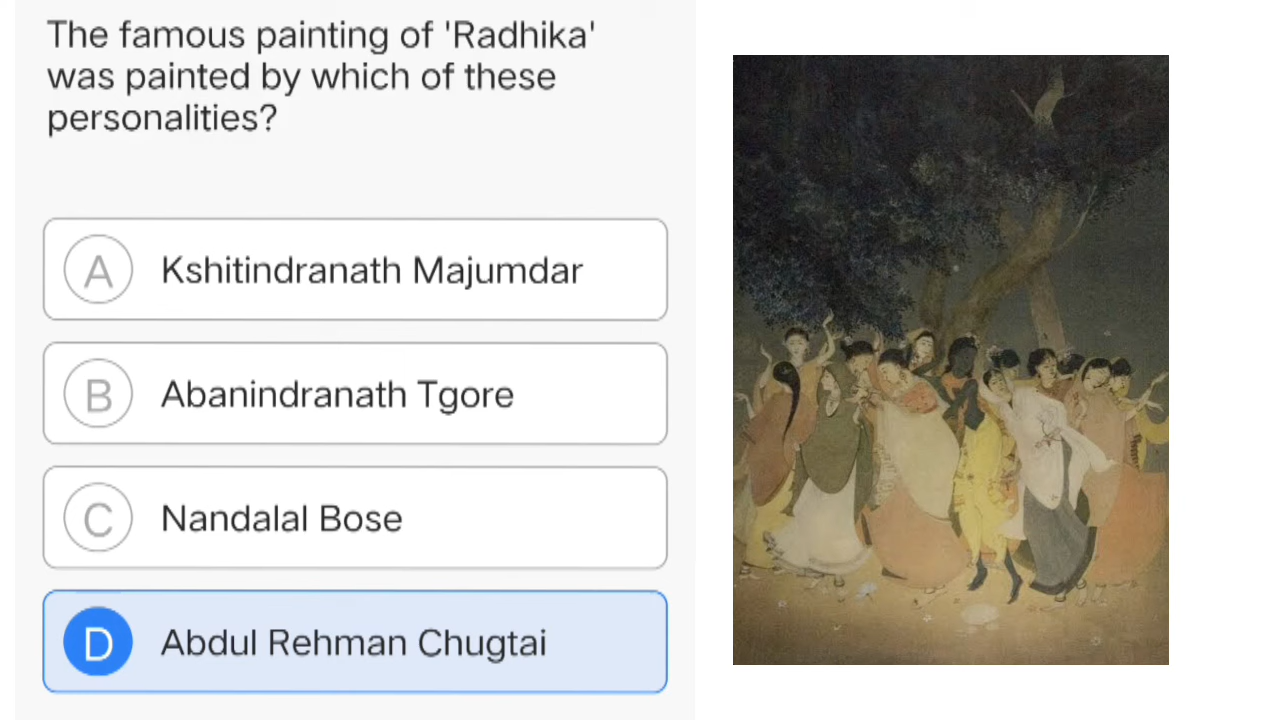 The famous painting of 'Radhika'
was painted by which of these
personalities?
A Kshitindranath Majumdar
B Abanindranath Tgore
C Nandalal Bose
D Abdul Rehman Chugtai